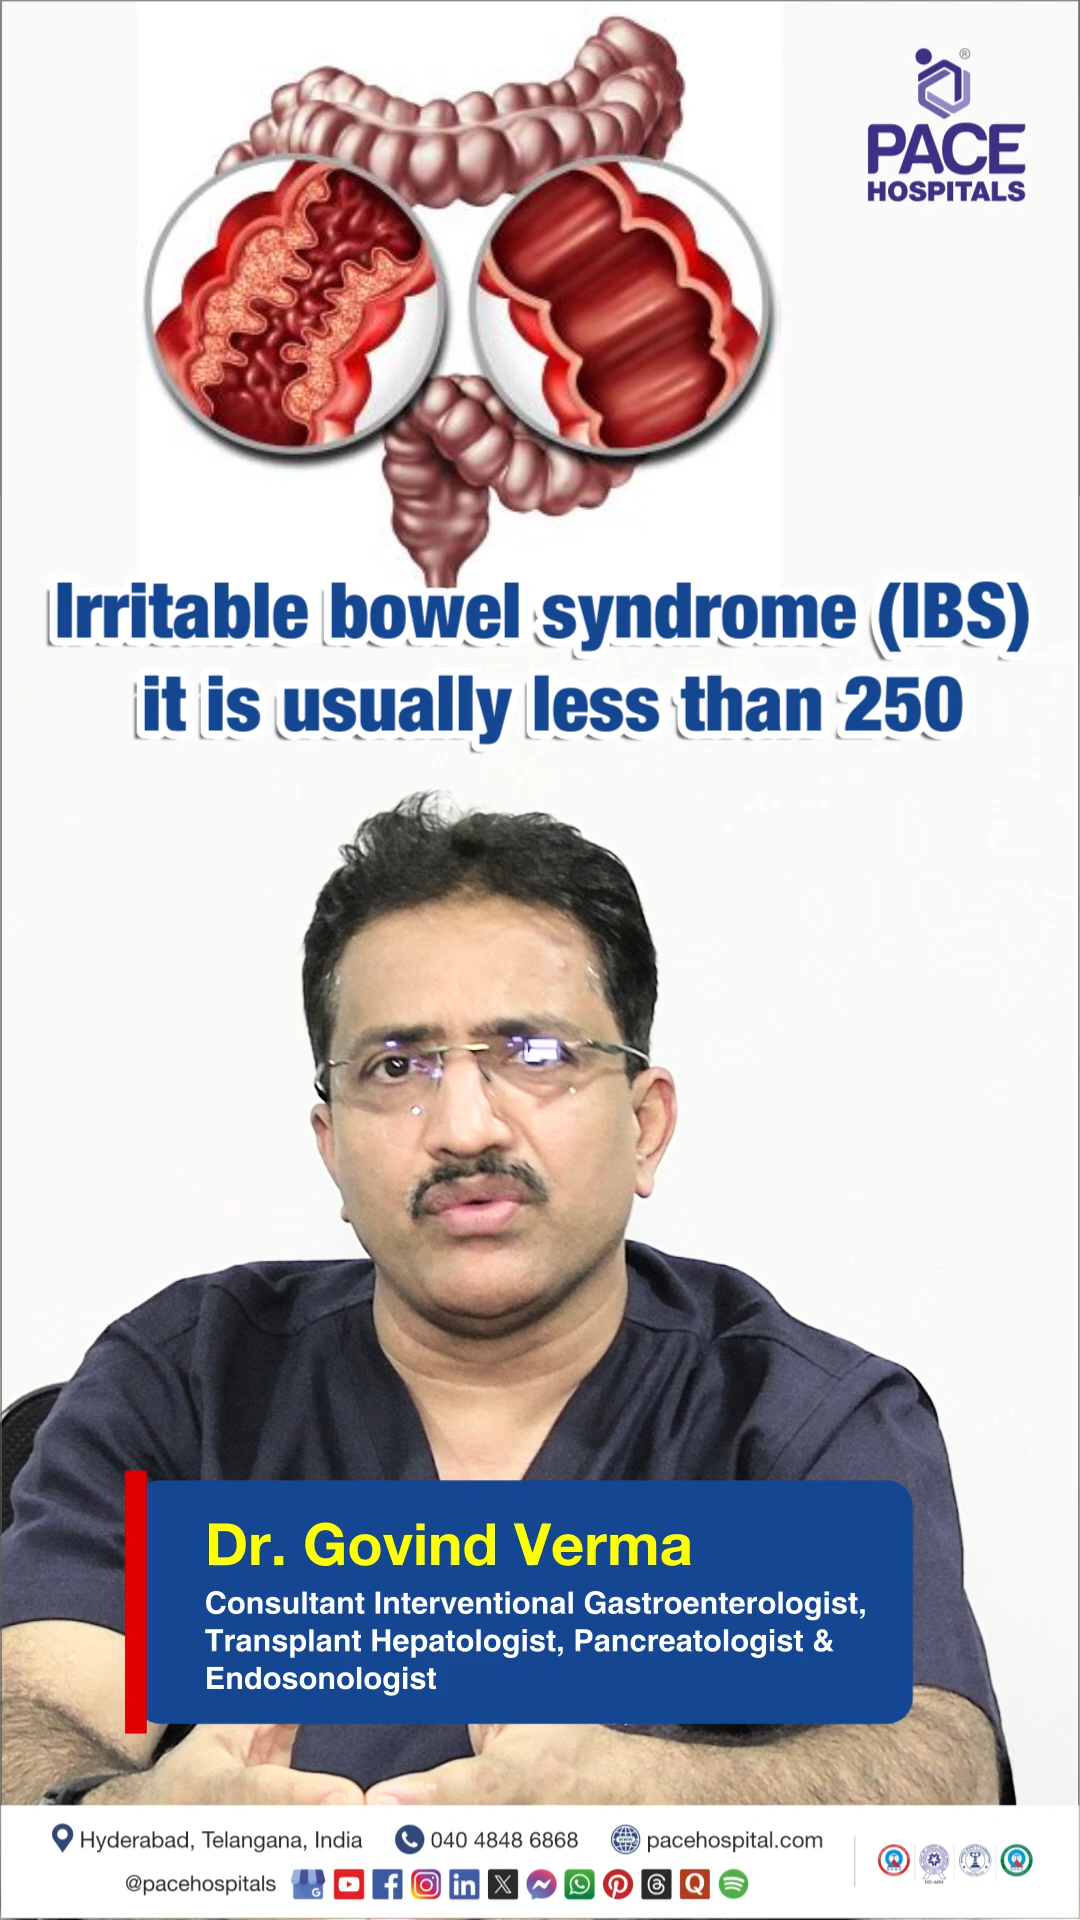 ®
PACE
HOSPITALS
Irritable bowel syndrome (IBS)
it is usually less than 250
Dr. Govind Verma
Consultant Interventional Gastroenterologist,
Transplant Hepatologist, Pancreatologist &
Endosonologist
Hyderabad, Telangana, India 040 4848 6868 pacehospital.com
@pacehospitals